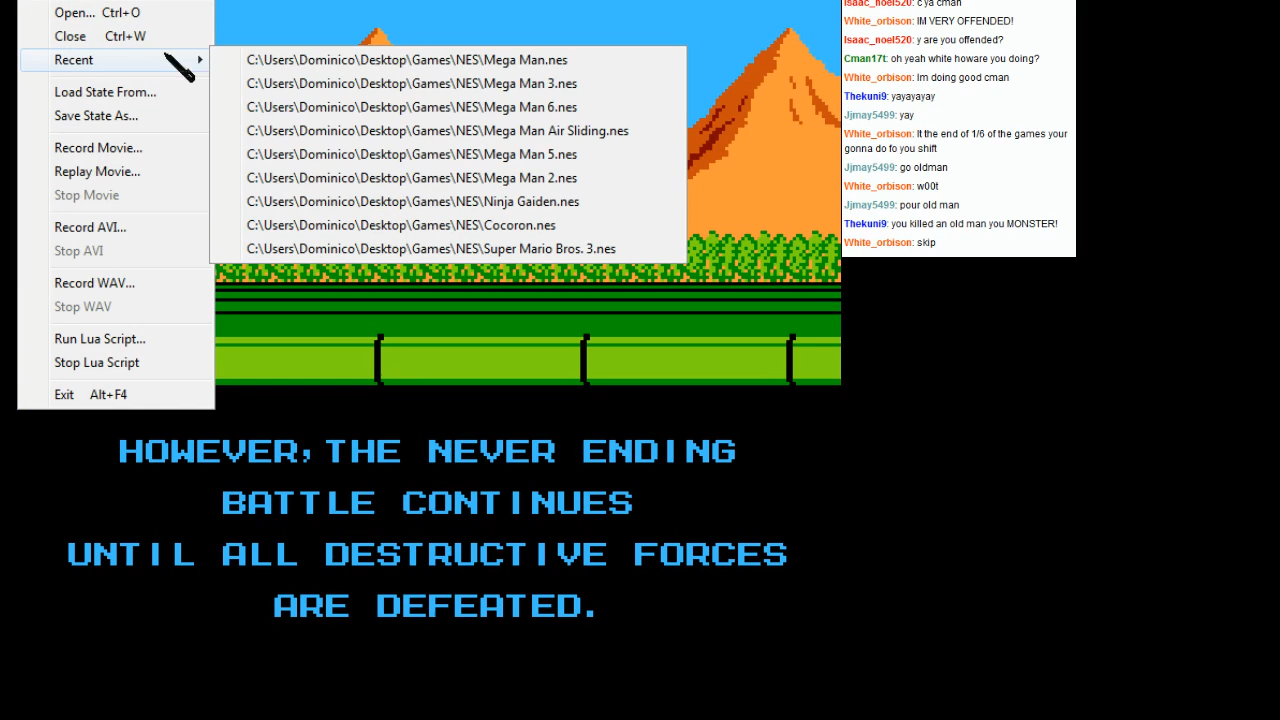 Open... Ctrl+O
Close Ctrl+W
Recent
Load State From...
Save State As...
Record Movie...
Replay Movie...
Stop Movie
Record AVI...
Stop AVI
Record WAV...
Stop WAV
Run Lua Script...
Stop Lua Script
Exit Alt+F4
C:\Users\Dominico\Desktop\Games\NES\Mega Man.nes
C:\Users\Dominico\Desktop\Games\NES\Mega Man 3.nes
C:\Users\Dominico\Desktop\Games\NES\Mega Man 6.nes
C:\Users\Dominico\Desktop\Games\NES\Mega Man Air Sliding.nes
C:\Users\Dominico\Desktop\Games\NES\Mega Man 5.nes
C:\Users\Dominico\Desktop\Games\NES\Mega Man 2.nes
C:\Users\Dominico\Desktop\Games\NES\Ninja Gaiden.nes
C:\Users\Dominico\Desktop\Games\NES\Cocoron.nes
C:\Users\Dominico\Desktop\Games\NES\Super Mario Bros. 3.nes
Isaac_noel520: c ya cman
White_orbison: IM VERY OFFENDED!
Isaac_noel520: y are you offended?
Cman17t: oh yeah white howare you doing?
White_orbison: Im doing good cman
Thekuni9: yayayayay
Jjmay5499: yay
White_orbison: It the end of 1/6 of the games your
gonna do fo you shift
Jjmay5499: go oldman
White_orbison: w00t
Jjmay5499: pour old man
Thekuni9: you killed an old man you MONSTER!
White_orbison: skip
HOWEVER, THE NEVER ENDING
BATTLE CONTINUES
UNTIL ALL DESTRUCTIVE FORCES
ARE DEFEATED.